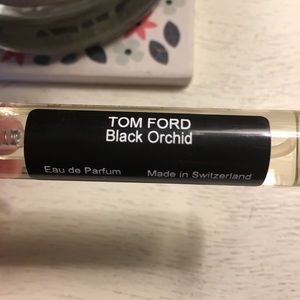 TOM FORD
Black Orchid
Eau de Parfum Made in Switzerland